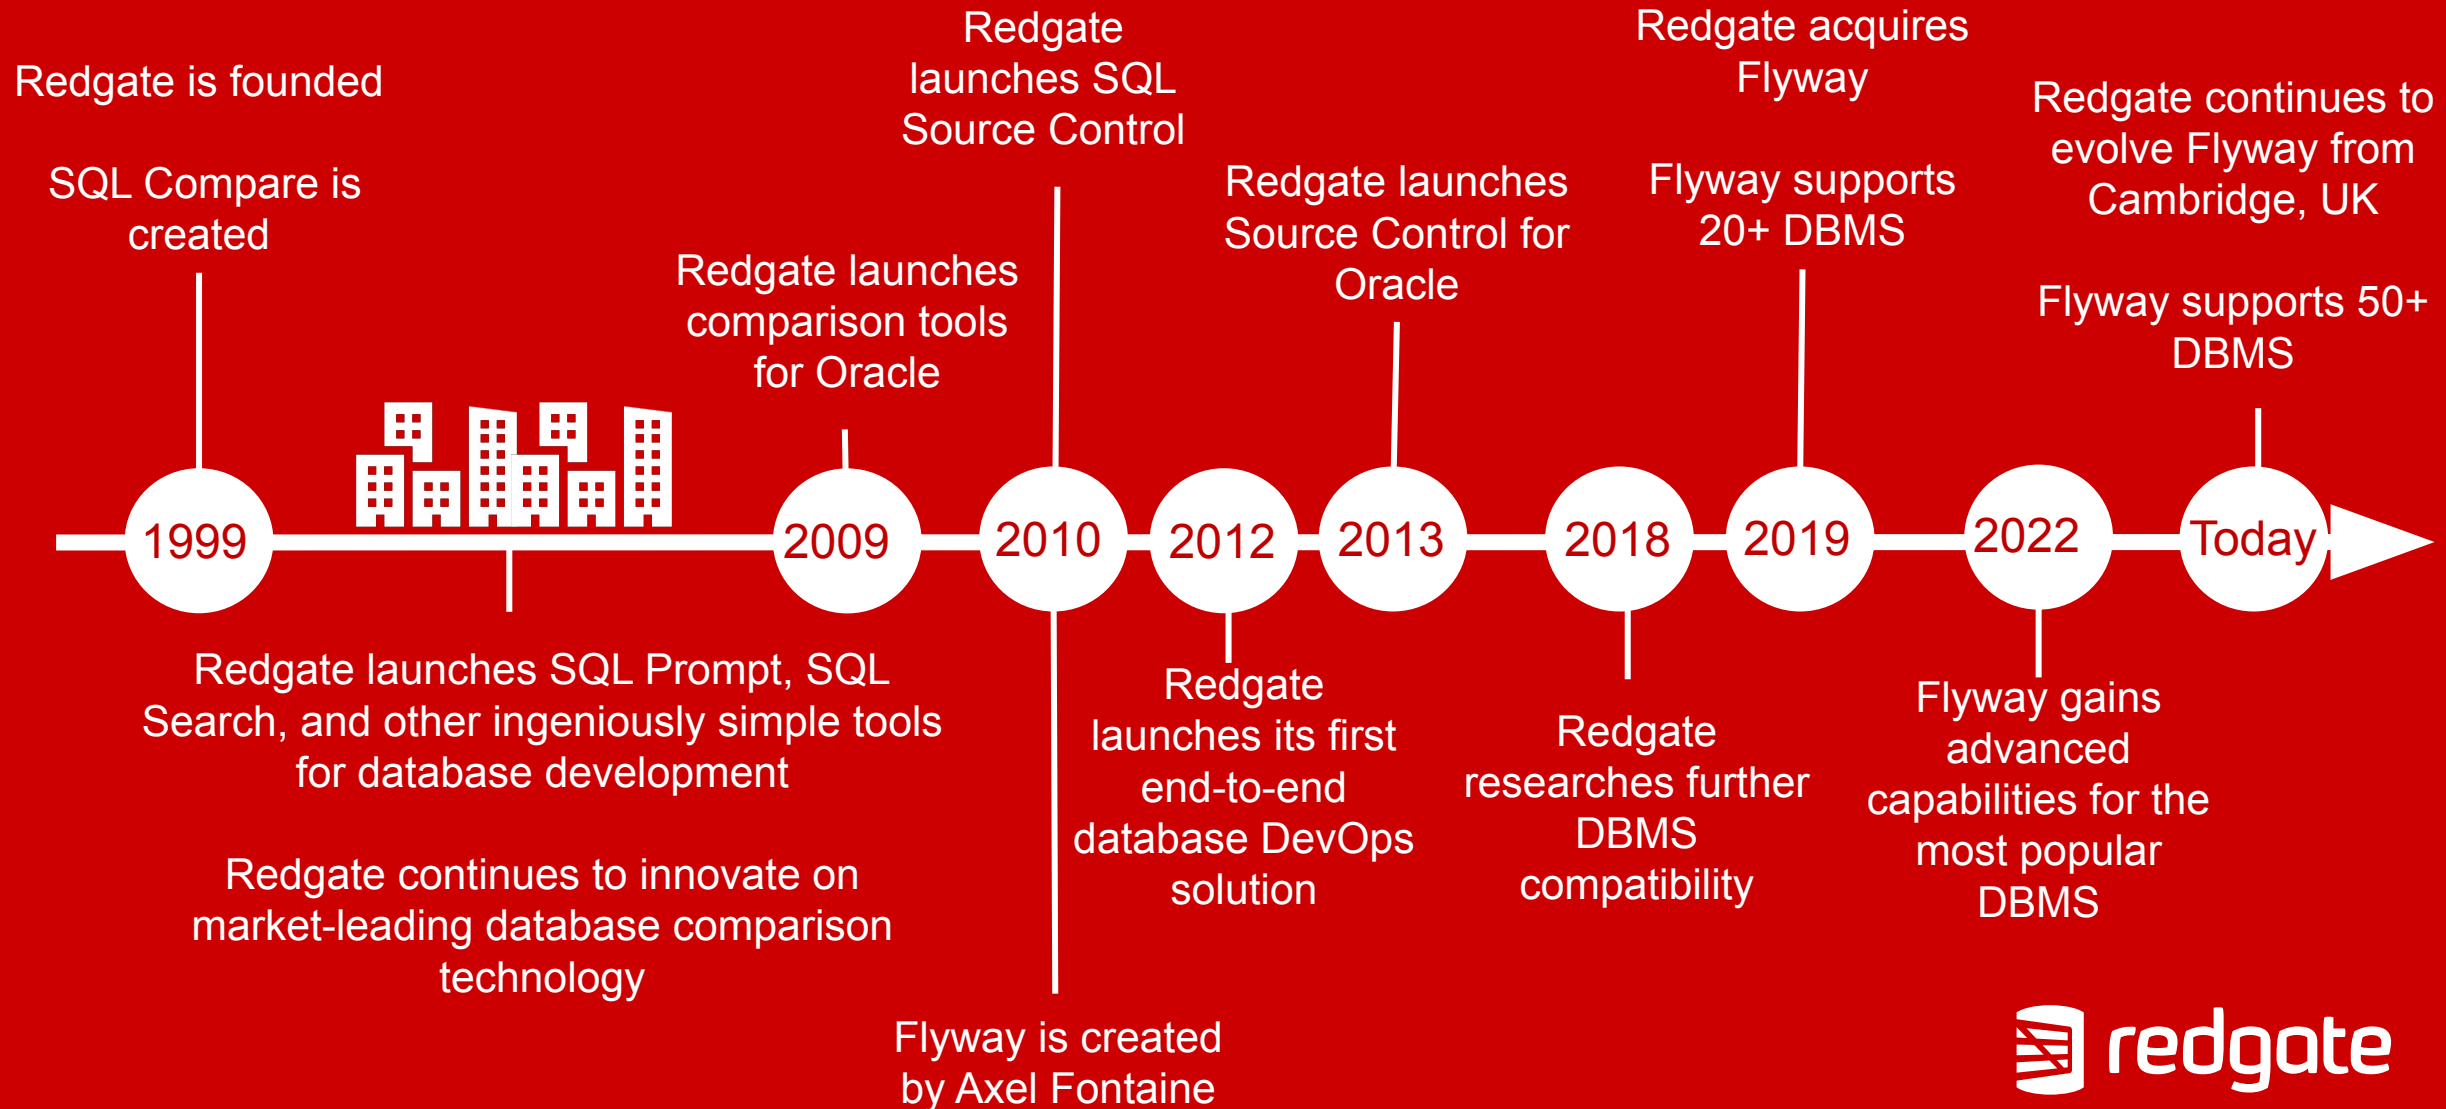 Redgate is founded
SQL Compare is
created
Redgate launches
comparison tools
for Oracle
Redgate
launches SQL
Source Control
Redgate launches
Source Control for
Oracle
Redgate acquires
Flyway
Flyway supports
20+ DBMS
Redgate continues to
evolve Flyway from
Cambridge, UK
Flyway supports 50+
DBMS
1999
2009
2010
2012
2013
2018
2019
2022
Today
Redgate launches SQL Prompt, SQL
Search, and other ingeniously simple tools
for database development
Redgate continues to innovate on
market-leading database comparison
technology
Flyway is created
by Axel Fontaine
Redgate
launches its first
end-to-end
database DevOps
solution
Redgate
researches further
DBMS
compatibility
Flyway gains
advanced
capabilities for the
most popular
DBMS
redgate